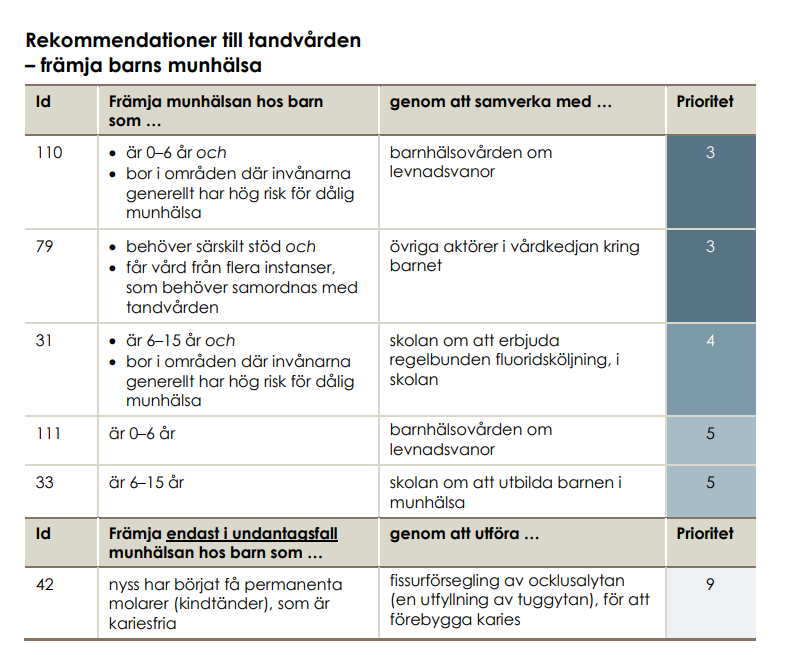 Rekommendationer till tandvården
– främja barns munhälsa
Id
Främja munhälsan hos barn
som …
genom att samverka med …
Prioritet
110
• är 0–6 år och
• bor i områden där invånarna
generellt har hög risk för dålig
munhälsa
barnhälsovården om
levnadsvanor
3
79
• behöver särskilt stöd och
• får vård från flera instanser,
som behöver samordnas med
tandvården
övriga aktörer i vårdkedjan kring
barnet
3
31
• är 6–15 år och
• bor i områden där invånarna
generellt har hög risk för dålig
munhälsa
skolan om att erbjuda
regelbunden fluoridsköljning, i
skolan
4
111
är 0–6 år
barnhälsovården om
levnadsvanor
5
33
är 6–15 år
skolan om att utbilda barnen i
munhälsa
5
Id
Främja endast i undantagsfall
munhälsan hos barn som …
genom att utföra …
Prioritet
42
nyss har börjat få permanenta
molarer (kindtänder), som är
kariesfria
fissurförsegling av ocklusalytan
(en utfyllning av tuggytan), för att
förebygga karies
9